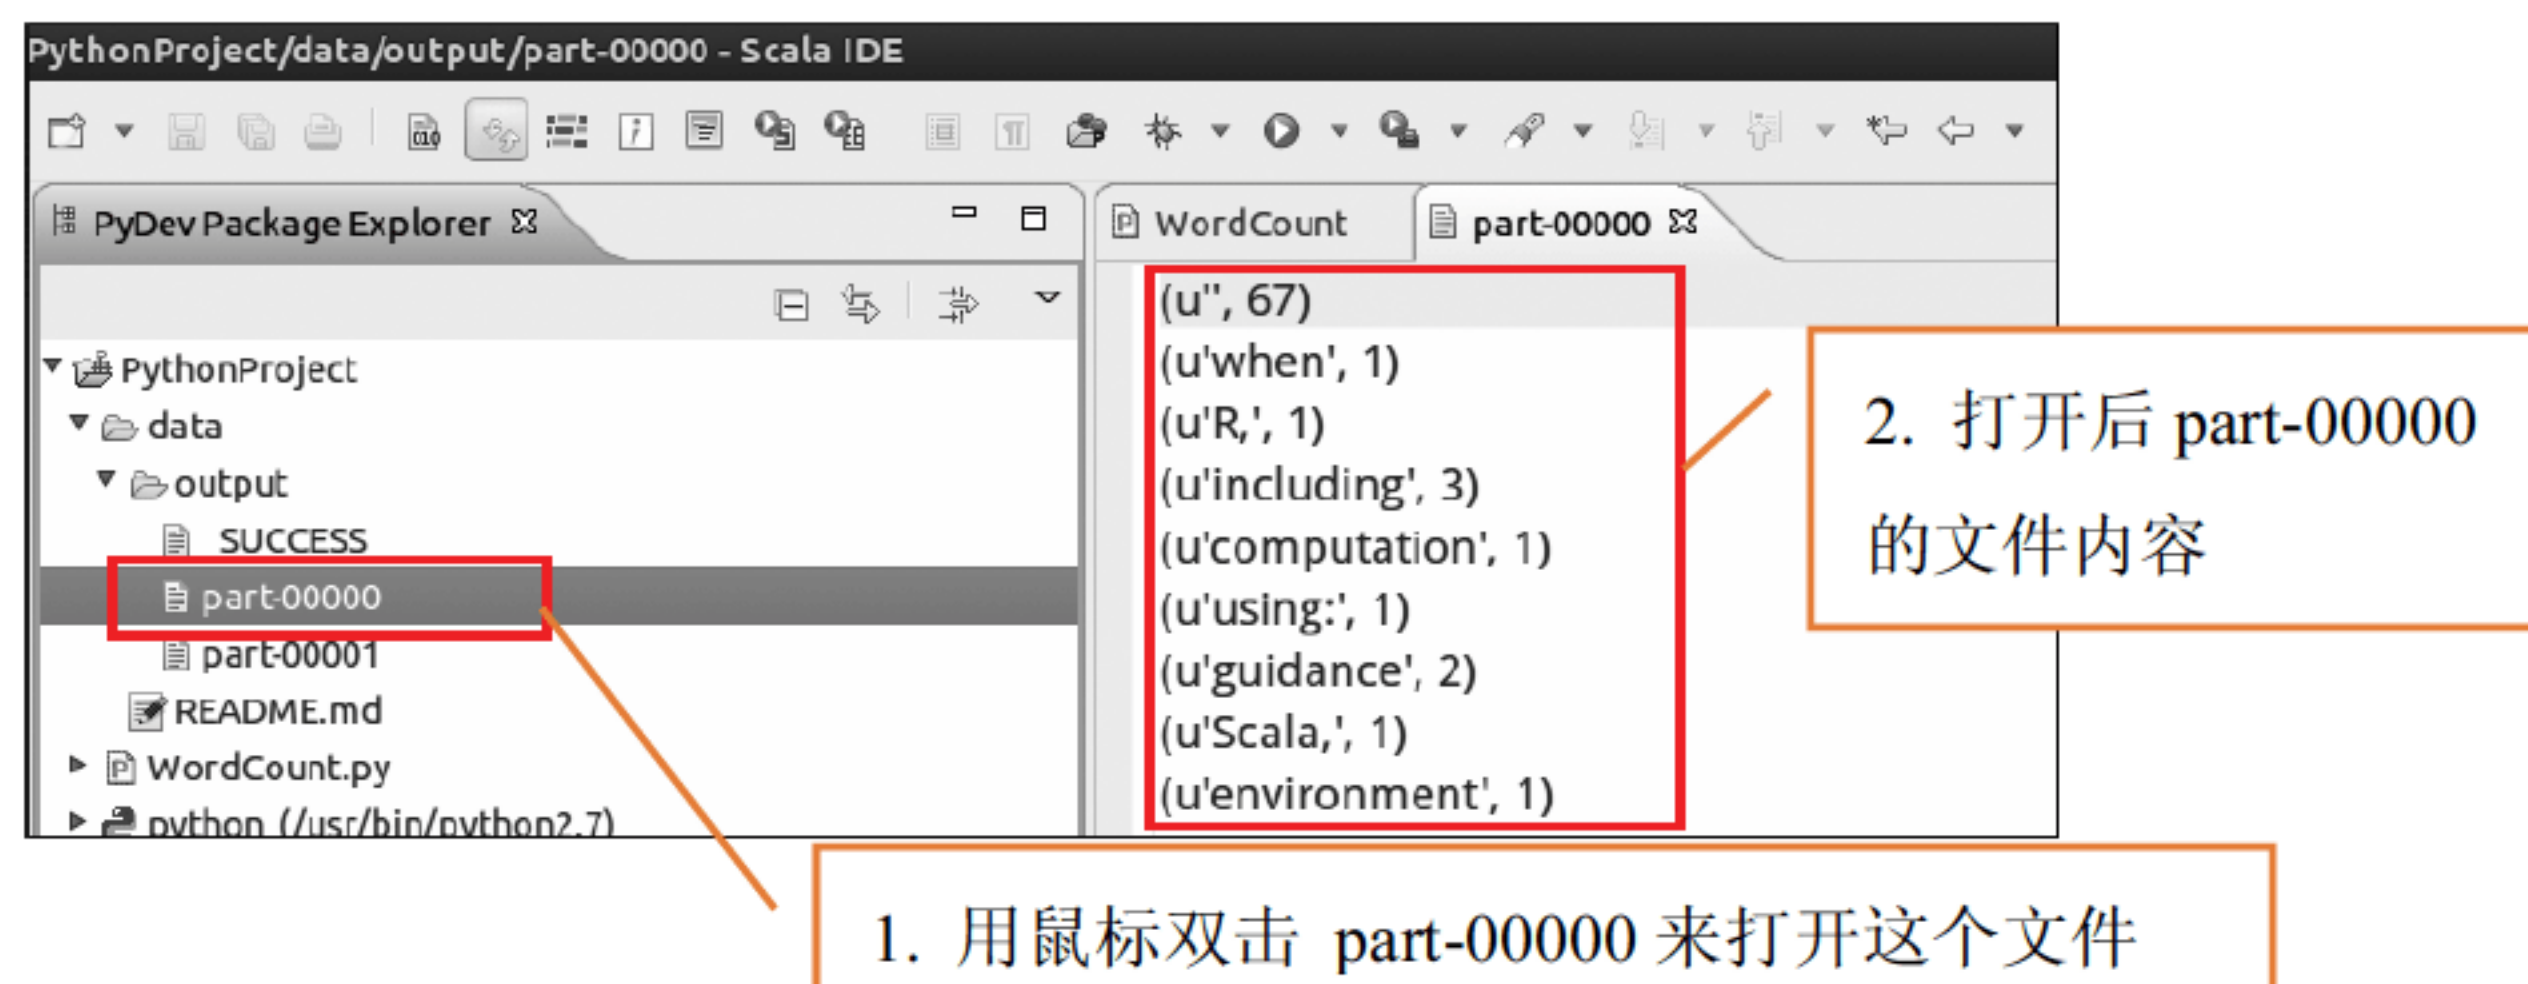 PythonProject/data/output/part-00000 - Scala IDE
PyDev Package Explorer
WordCount
part-00000
PythonProject
data
output
_SUCCESS
part-00000
part-00001
README.md
WordCount.py
python (/usr/bin/python2.7)
(u'', 67)
(u'when', 1)
(u'R,', 1)
(u'including', 3)
(u'computation', 1)
(u'using:', 1)
(u'guidance', 2)
(u'Scala,', 1)
(u'environment', 1)
2. 打开后 part-00000
的文件内容
1. 用鼠标双击 part-00000 来打开这个文件